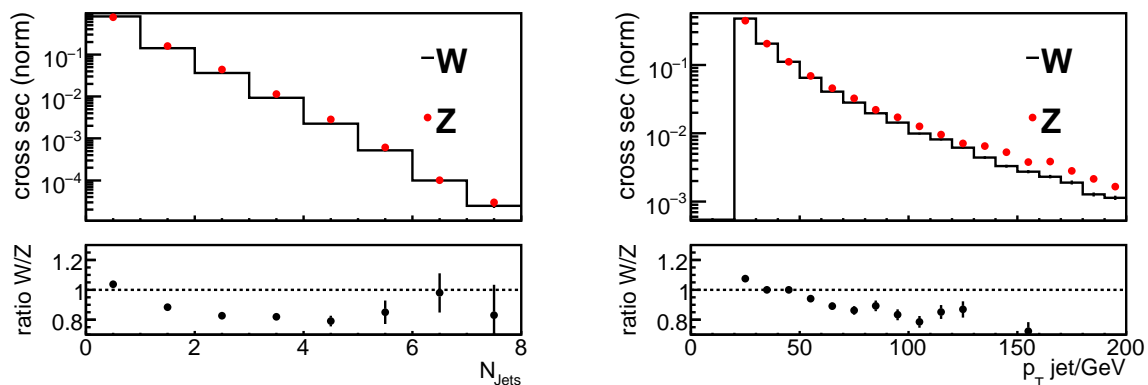 cross sec (norm)
10⁻¹
10⁻²
10⁻³
10⁻⁴
W
Z
ratio W/Z
1.2
1
0.8
0 2 4 6 8
N_Jets
cross sec (norm)
10⁻¹
10⁻²
10⁻³
W
Z
ratio W/Z
1.2
1
0.8
0 50 100 150 200
p_T jet/GeV